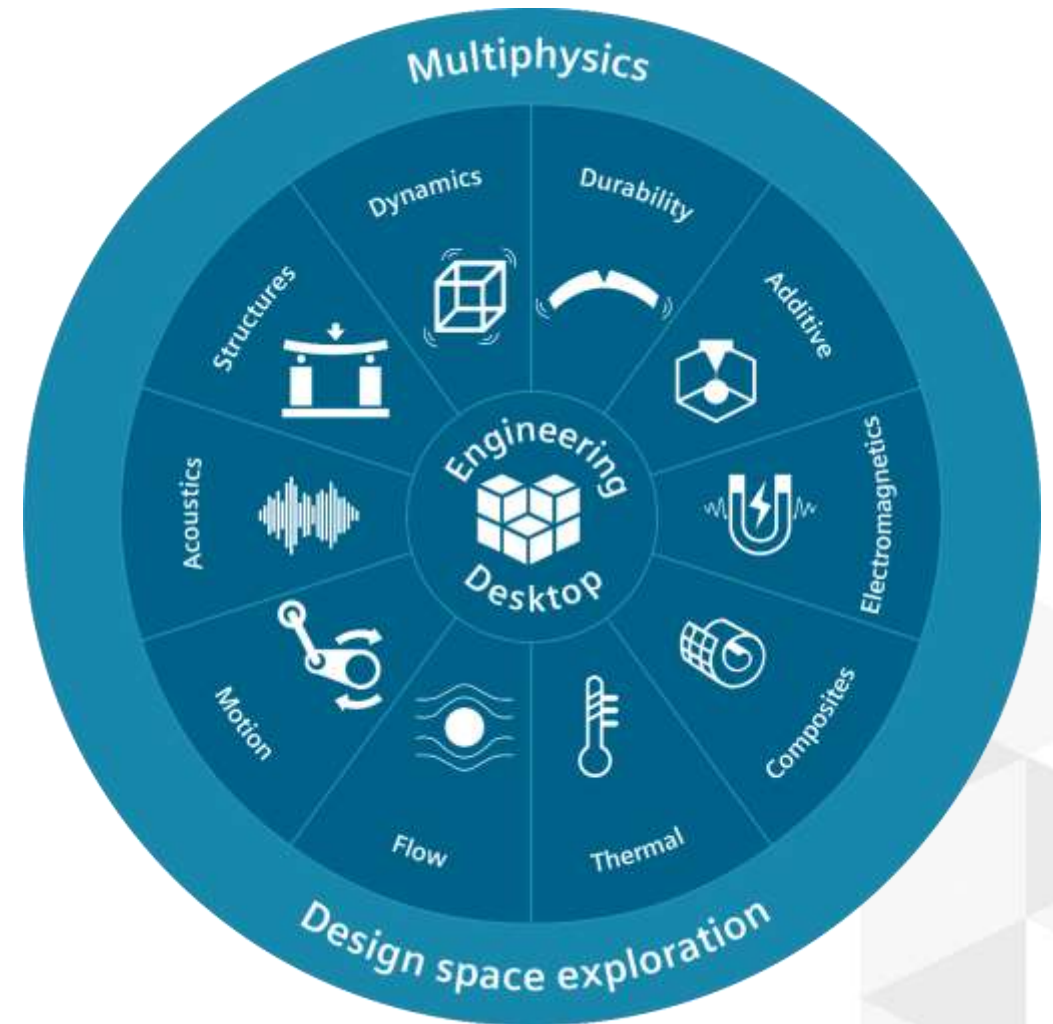 Multiphysics
Dynamics
Durability
Structures
Additive
Acoustics
Engineering
Desktop
Electromagnetics
Motion
Composites
Flow
Thermal
Design space exploration